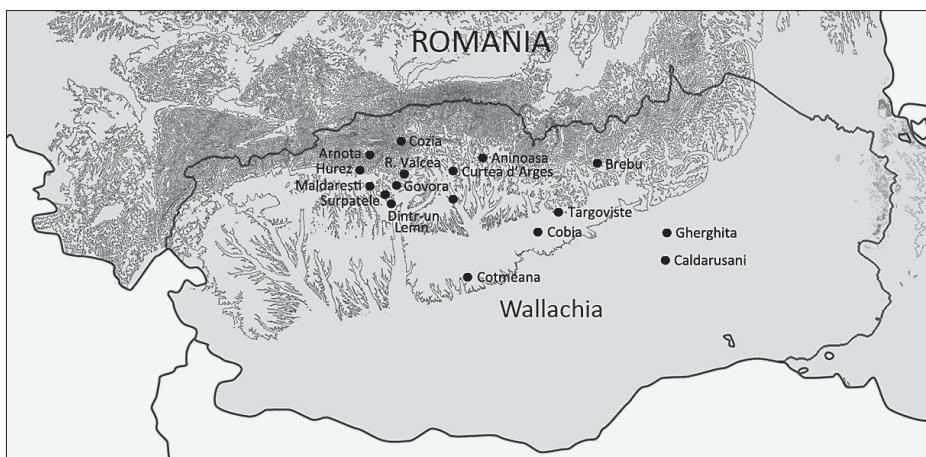 ROMANIA
Cozia
Arnota
Aninoasa
R. Valcea
Brebu
Hurez
Curtea d'Arges
Maldaresti
Govora
Surpatele
Dintr-un
Lemn
Targoviste
Cobia
Gherghita
Caldarusani
Cotmeana
Wallachia